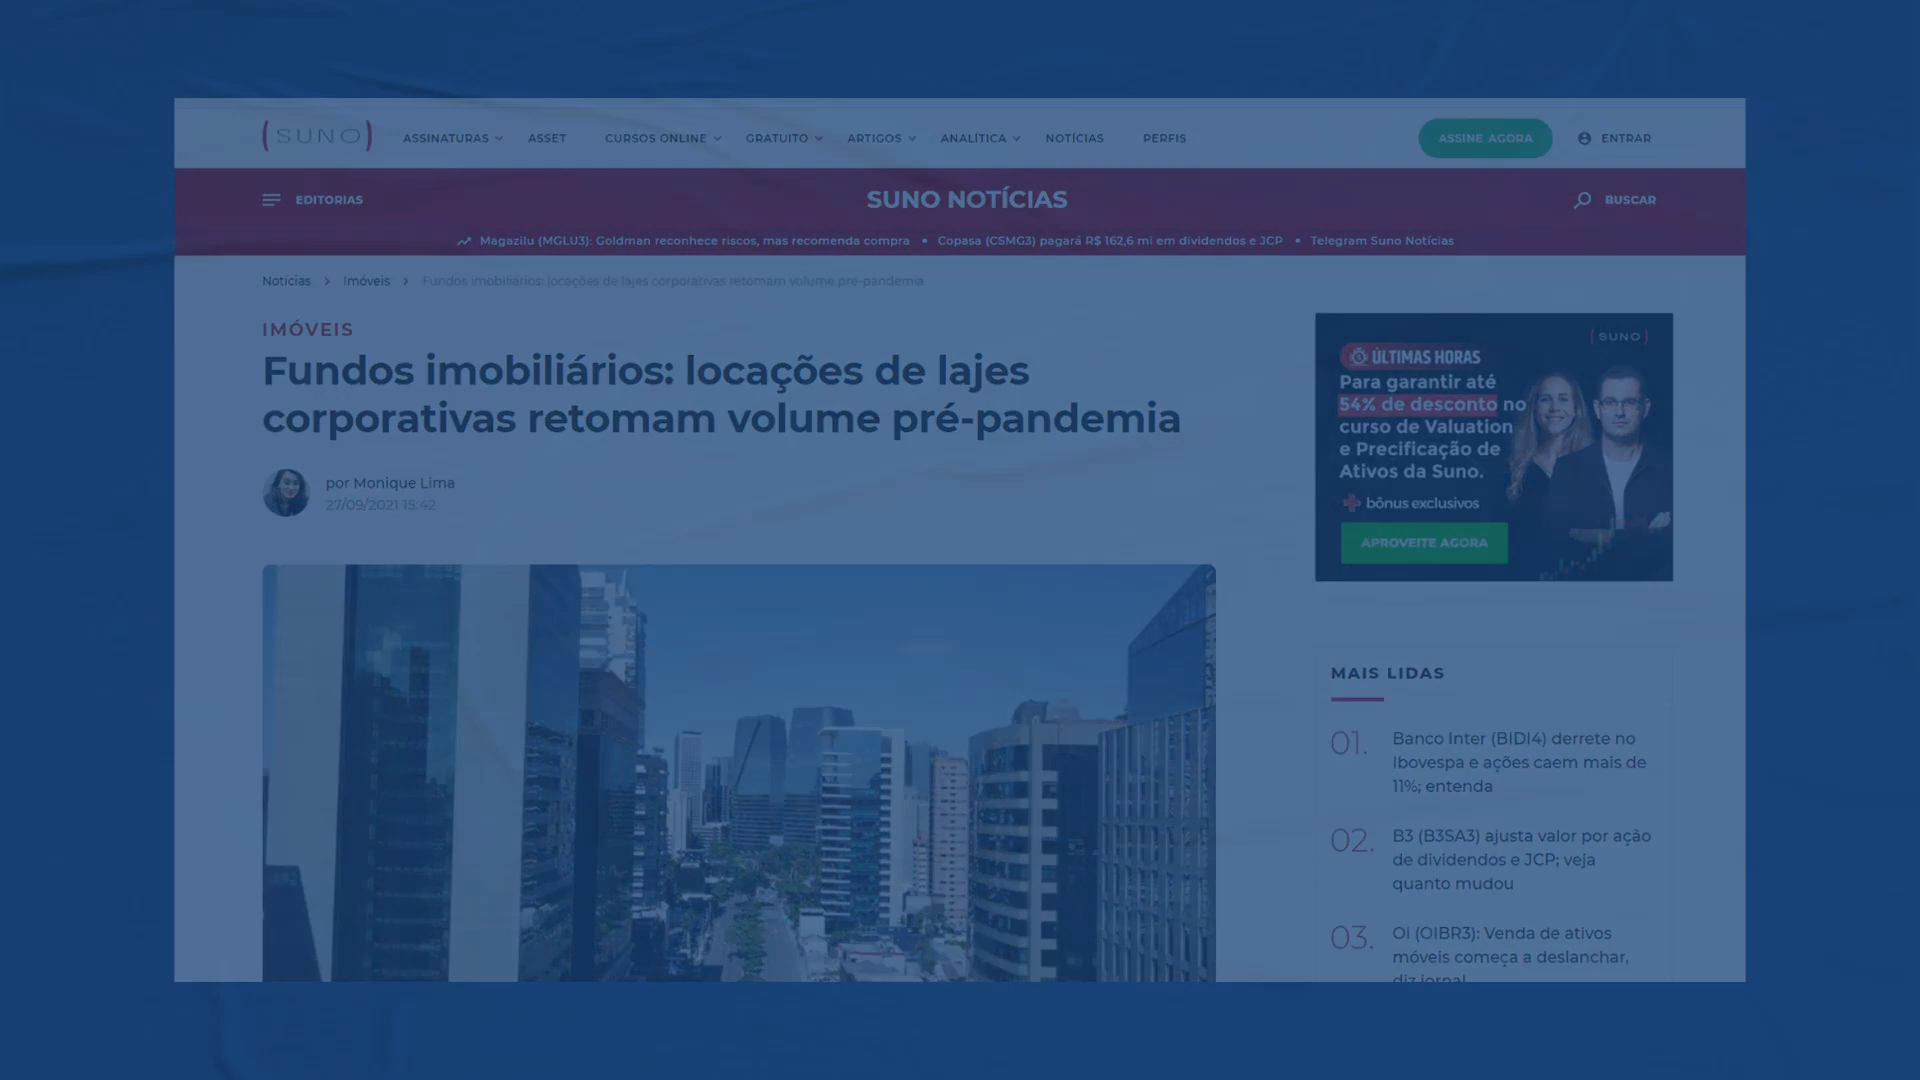 (SUNO)
ASSINATURAS
ASSET
CURSOS ONLINE
GRATUITO
ARTIGOS
ANALÍTICA
NOTÍCIAS
PERFIS
ASSINE AGORA
ENTRAR
EDITORIAS
SUNO NOTÍCIAS
BUSCAR
Magazilu (MGLU3): Goldman reconhece riscos, mas recomenda compra • Copasa (CSMG3) pagará R$ 162,6 mi em dividendos e JCP • Telegram Suno Notícias
Notícias > Imóveis > Fundos imobiliários: locações de lajes corporativas retomam volume pré-pandemia
IMÓVEIS
Fundos imobiliários: locações de lajes
corporativas retomam volume pré-pandemia
por Monique Lima
27/09/2021 15:42
(SUNO)
ÚLTIMAS HORAS
Para garantir até
54% de desconto no
curso de Valuation
e Precificação de
Ativos da Suno.
+ bônus exclusivos
APROVEITE AGORA
MAIS LIDAS
01.
Banco Inter (BIDI4) derrete no
Ibovespa e ações caem mais de
11%; entenda
02.
B3 (B3SA3) ajusta valor por ação
de dividendos e JCP; veja
quanto mudou
03.
Oi (OIBR3): Venda de ativos
móveis começa a deslanchar,
diz jornal